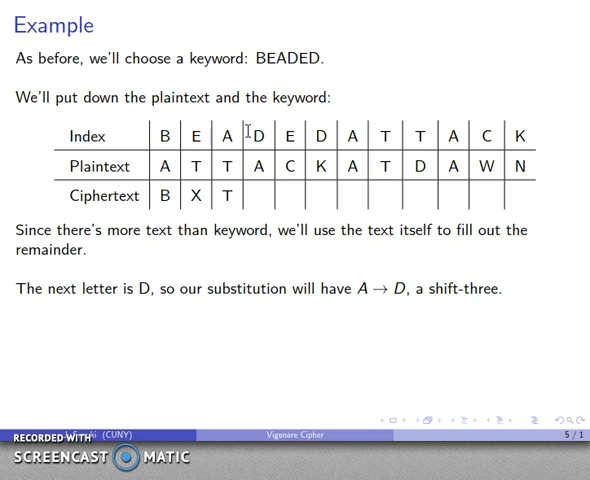 Example
As before, we'll choose a keyword: BEADED.
We'll put down the plaintext and the keyword:
Index B E A D E D A T T A C K
Plaintext A T T A C K A T D A W N
Ciphertext B X T
Since there's more text than keyword, we'll use the text itself to fill out the
remainder.
The next letter is D, so our substitution will have A → D, a shift-three.
(CUNY) Vigenere Cipher 5 / 1
RECORDED WITH
SCREENCAST MATIC